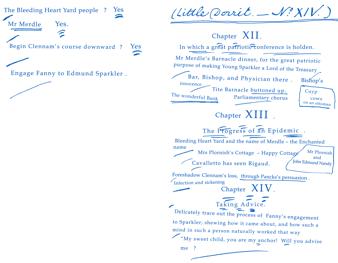 The Bleeding Heart Yard people ? Yes
Mr Merdle. Yes.
Begin Clennam's course downward ? Yes
Engage Fanny to Edmund Sparkler .
(Little Dorrit. — No. XIV.)
Chapter XII.
In which a great patriotic conference is holden.
Mr Merdle's Barnacle dinner, for the great patriotic
purpose of making Young Sparkler a Lord of the Treasury
Bar, Bishop, and Physician there . Bishop's
innocence
Tite Barnacle buttoned up.
The wonderful Bank Parliamentary chorus
Carp
Chapter XIII .
The Progress of an Epidemic .
Bleeding Heart Yard and the name of Merdle – the Enchanted
name
Mrs Plornish's Cottage – Happy Cottage
Mr Plornish
and
John Edward Nandy
Cavalletto has seen Rigaud.
Foreshadow Clennam's loss, through Pancks's persuasion .
Infection and sickening
Chapter XIV.
Taking Advice.
Delicately trace out the process of Fanny's engagement
to Sparkler, shewing how it came about, and how such a
mind in such a person naturally worked that way
"My sweet child, you are my anchor! Will you advise
me ?